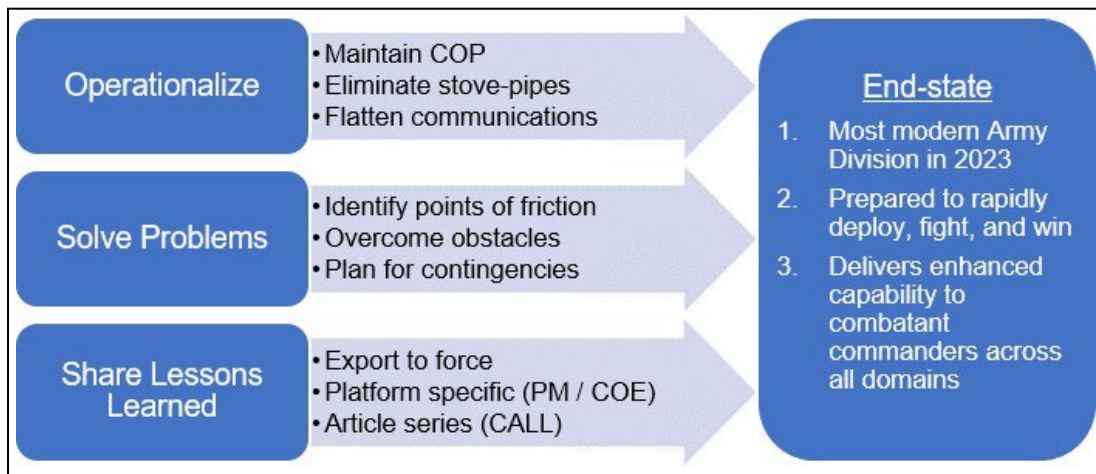 Operationalize
• Maintain COP
• Eliminate stove-pipes
• Flatten communications
Solve Problems
• Identify points of friction
• Overcome obstacles
• Plan for contingencies
Share Lessons
Learned
• Export to force
• Platform specific (PM / COE)
• Article series (CALL)
End-state
1. Most modern Army
Division in 2023
2. Prepared to rapidly
deploy, fight, and win
3. Delivers enhanced
capability to
combatant
commanders across
all domains